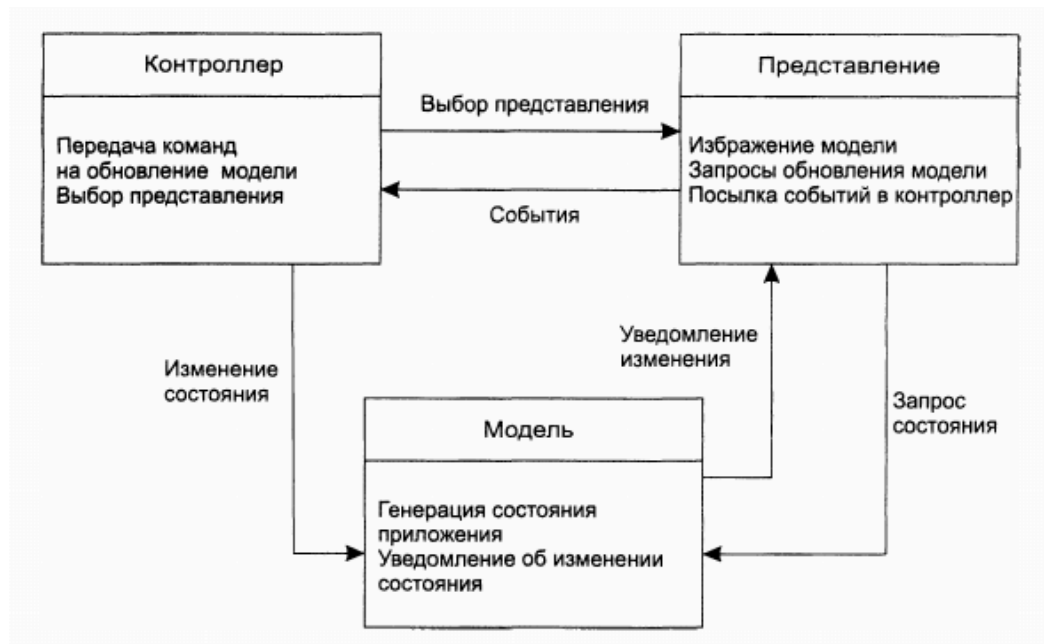 Контроллер
Передача команд
на обновление модели
Выбор представления
Выбор представления
События
Представление
Избражение модели
Запросы обновления модели
Посылка событий в контроллер
Изменение
состояния
Уведомление
изменения
Запрос
состояния
Модель
Генерация состояния
приложения
Уведомление об изменении
состояния